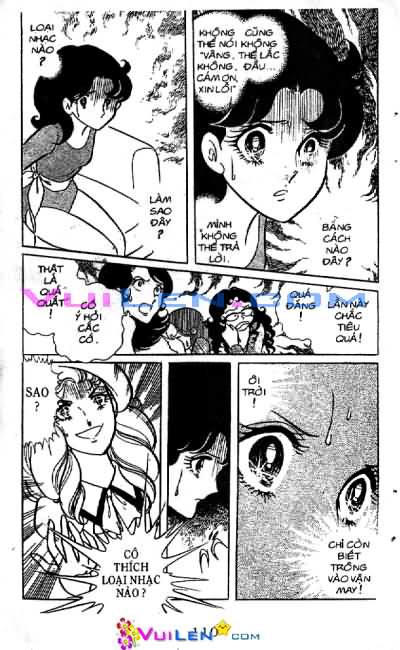 LOẠI
NHẠC
NÀO
?
KHÔNG CŨNG
THỂ NÓI KHÔNG
"VÂNG, THẾ LẮC
KHÔNG, ĐẦU...
CÁM ƠN,
XIN LỖI"
LÀM
SAO
ĐÂY
?
MÌNH
KHÔNG
THỂ TRẢ
LỜI.
BẰNG
CÁCH
NÀO
ĐÂY?
THẬT
LÀ
QUÁ
QUẮT
!
CÔ
Ý HỎI
CẮC
CỚ.
QUÁ
ĐÁNG
!
LẦN NÀY
CHẮC
TIÊU
QUÁ!
VUILEN.COM
SAO
?
CÔ
THÍCH
LOẠI NHẠC
NÀO?
ÔI
TRỜI
!
CHỈ CÒN
BIẾT
TRÔNG
VÀO VẬN
MAY!
110
VUILEN.COM